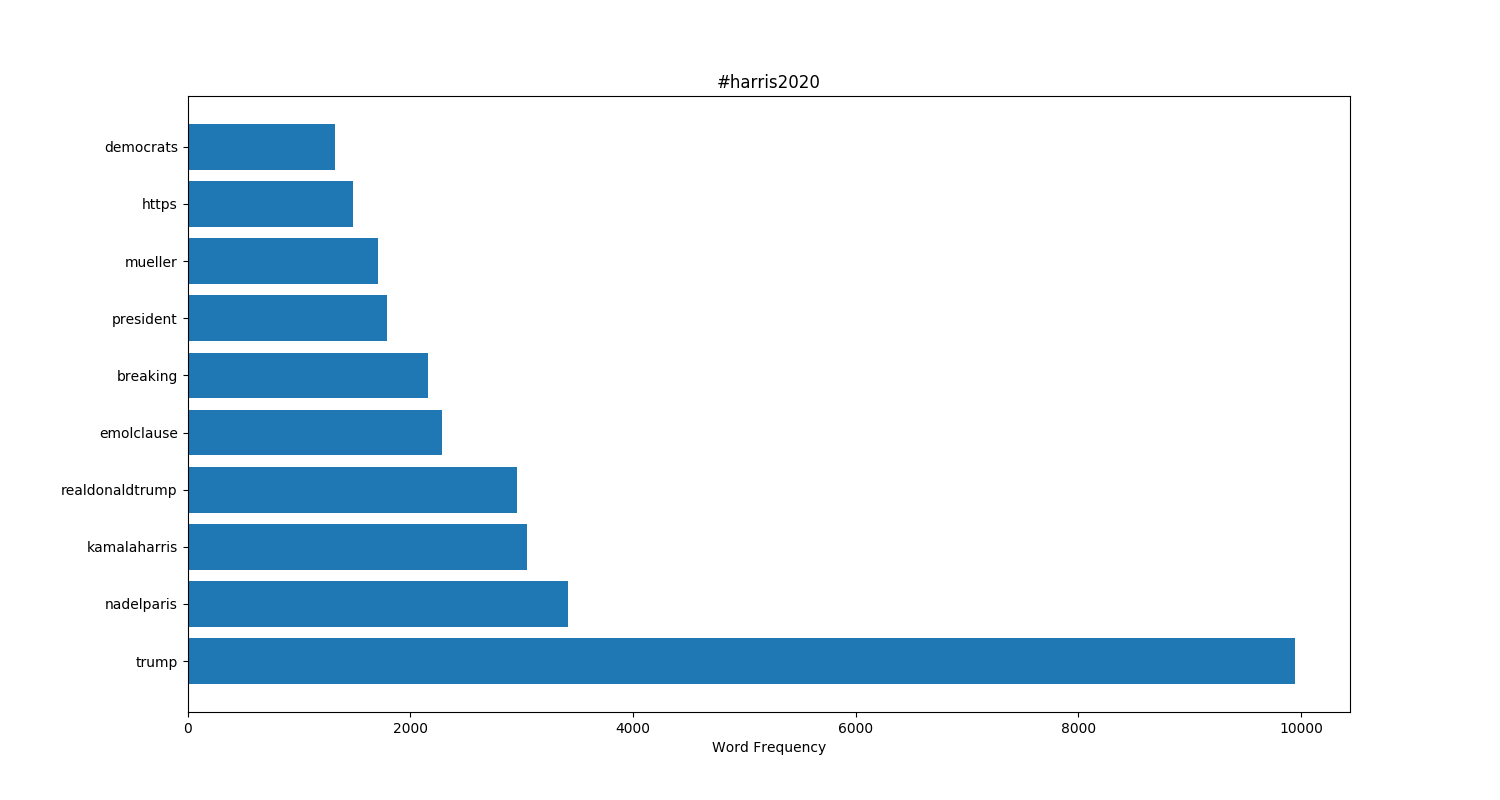 #harris2020
democrats
https
mueller
president
breaking
emolclause
realdonaldtrump
kamalaharris
nadelparis
trump
0 2000 4000 6000 8000 10000
Word Frequency